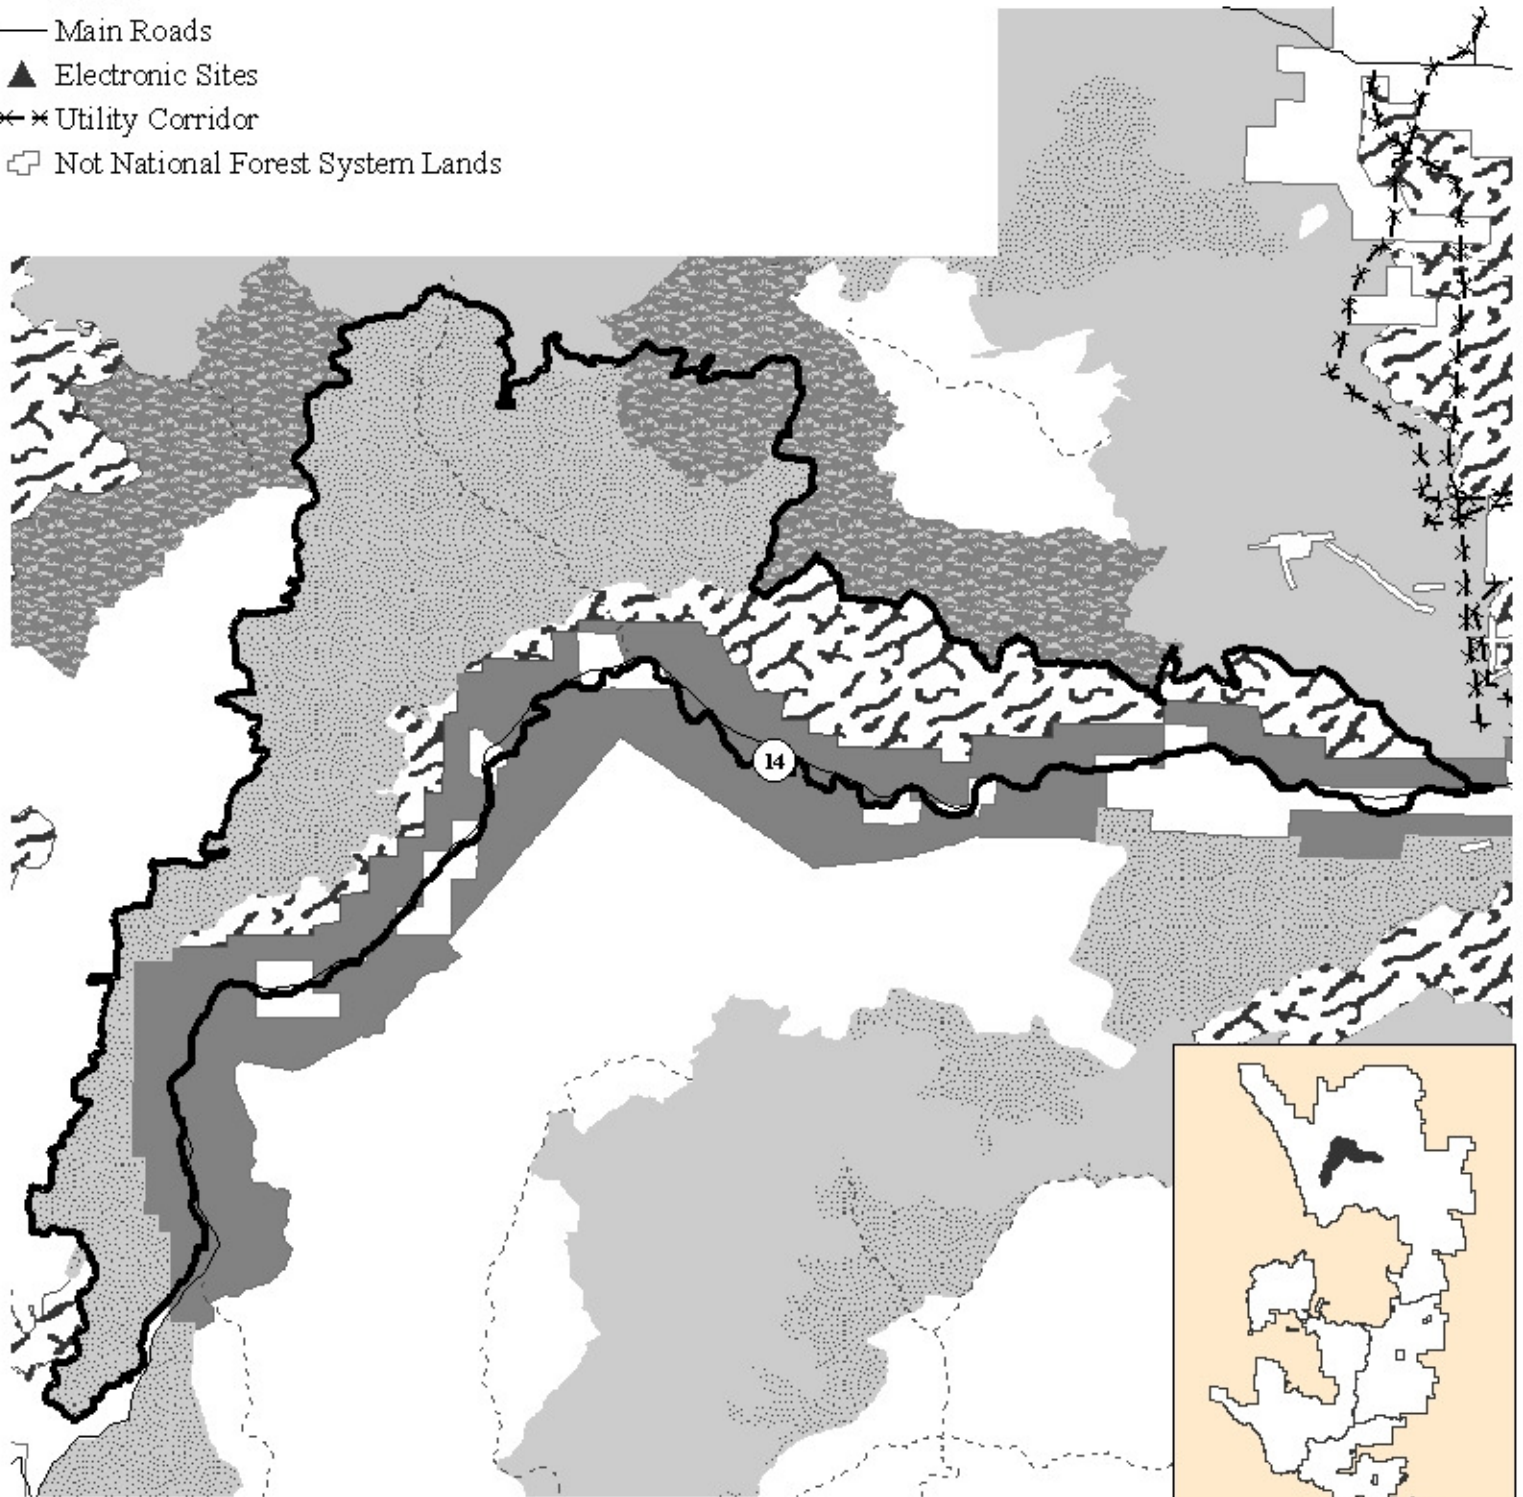 Main Roads
Electronic Sites
Utility Corridor
Not National Forest System Lands
14